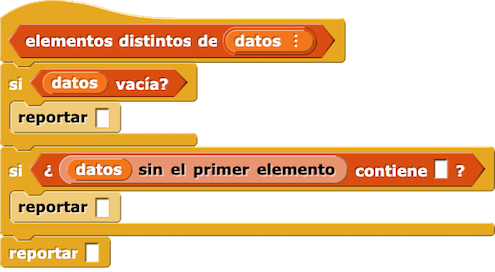 elementos distintos de datos ⋮
si datos vacía?
reportar
si ¿ datos sin el primer elemento contiene ?
reportar
reportar